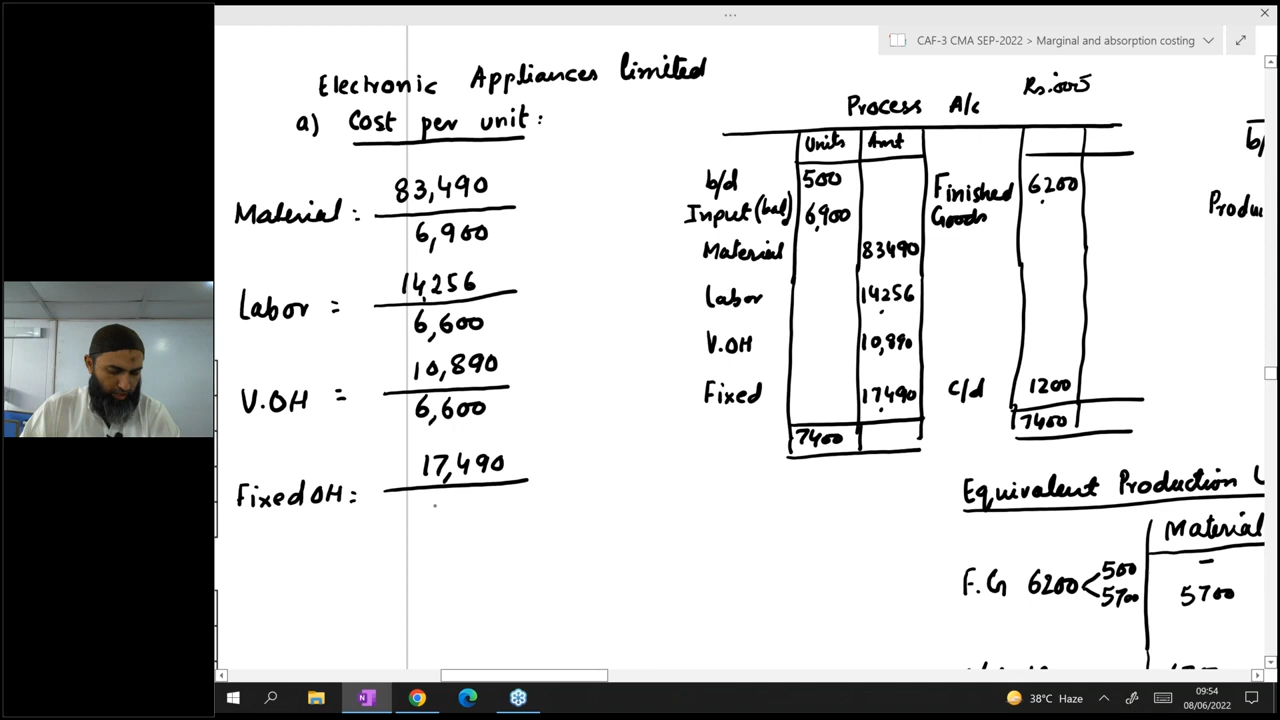 CAF-3 CMA SEP-2022 > Marginal and absorption costing
Electronic Appliances limited
a) Cost per unit:
Material: 83,490
6,900
Labor = 14,256
6,600
V.OH = 10,890
6,600
Fixed OH = 17,490
Process A/c
Units Amt
b/d 500 Finished Goods 6200
Input (bal) 6,900
Material 83490
Labor 14256
V.OH 10,890
Fixed 17490 c/d 1200
7400 7400
b/
Produ
Equivalent Production
Material
-
F.G 6200 < 500
5700 5700
38°C Haze
09:54
08/06/2022